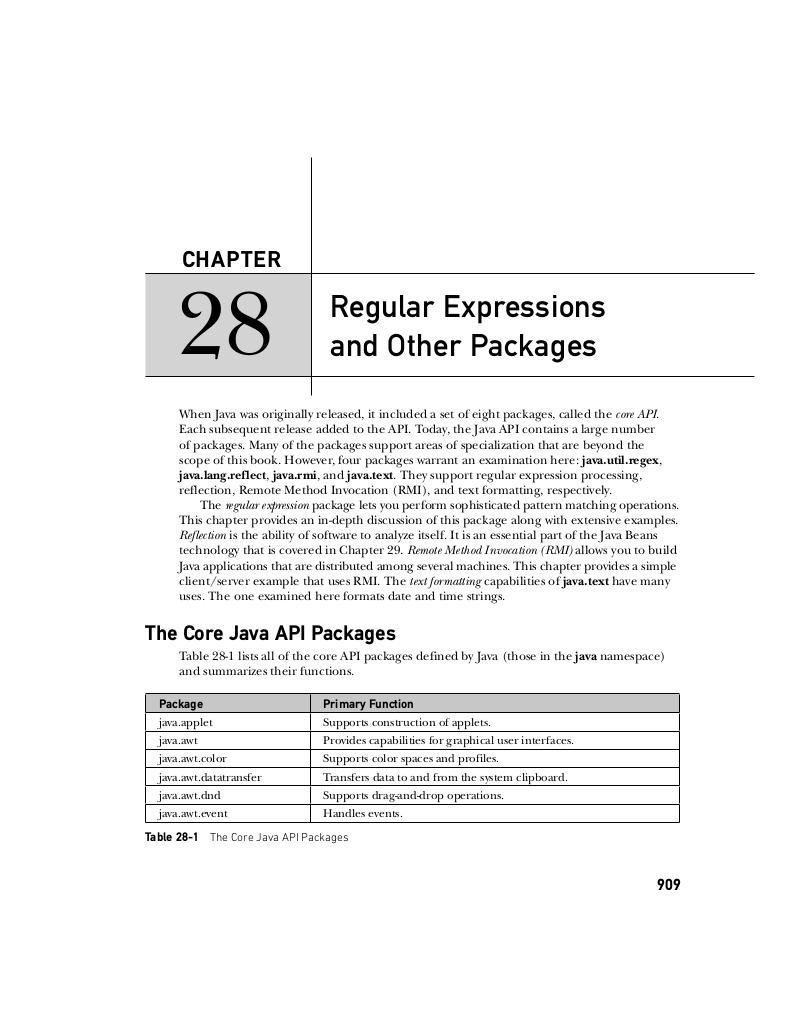 CHAPTER
28
Regular Expressions
and Other Packages
When Java was originally released, it included a set of eight packages, called the core API.
Each subsequent release added to the API. Today, the Java API contains a large number
of packages. Many of the packages support areas of specialization that are beyond the
scope of this book. However, four packages warrant an examination here: java.util.regex,
java.lang.reflect, java.rmi, and java.text. They support regular expression processing,
reflection, Remote Method Invocation (RMI), and text formatting, respectively.
The regular expression package lets you perform sophisticated pattern matching operations.
This chapter provides an in-depth discussion of this package along with extensive examples.
Reflection is the ability of software to analyze itself. It is an essential part of the Java Beans
technology that is covered in Chapter 29. Remote Method Invocation (RMI) allows you to build
Java applications that are distributed among several machines. This chapter provides a simple
client/server example that uses RMI. The text formatting capabilities of java.text have many
uses. The one examined here formats date and time strings.
The Core Java API Packages
Table 28-1 lists all of the core API packages defined by Java (those in the java namespace)
and summarizes their functions.
Package Primary Function
java.applet Supports construction of applets.
java.awt Provides capabilities for graphical user interfaces.
java.awt.color Supports color spaces and profiles.
java.awt.datatransfer Transfers data to and from the system clipboard.
java.awt.dnd Supports drag-and-drop operations.
java.awt.event Handles events.
Table 28-1 The Core Java API Packages
909